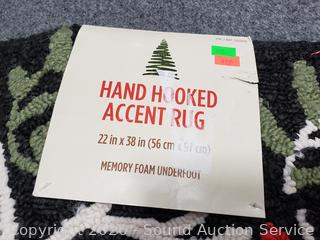 HAND HOOKED
ACCENT RUG
22 in x 38 in (56 cm x 97 cm)
MEMORY FOAM UNDERFOOT
Copyright 2020 - Sound Auction Service